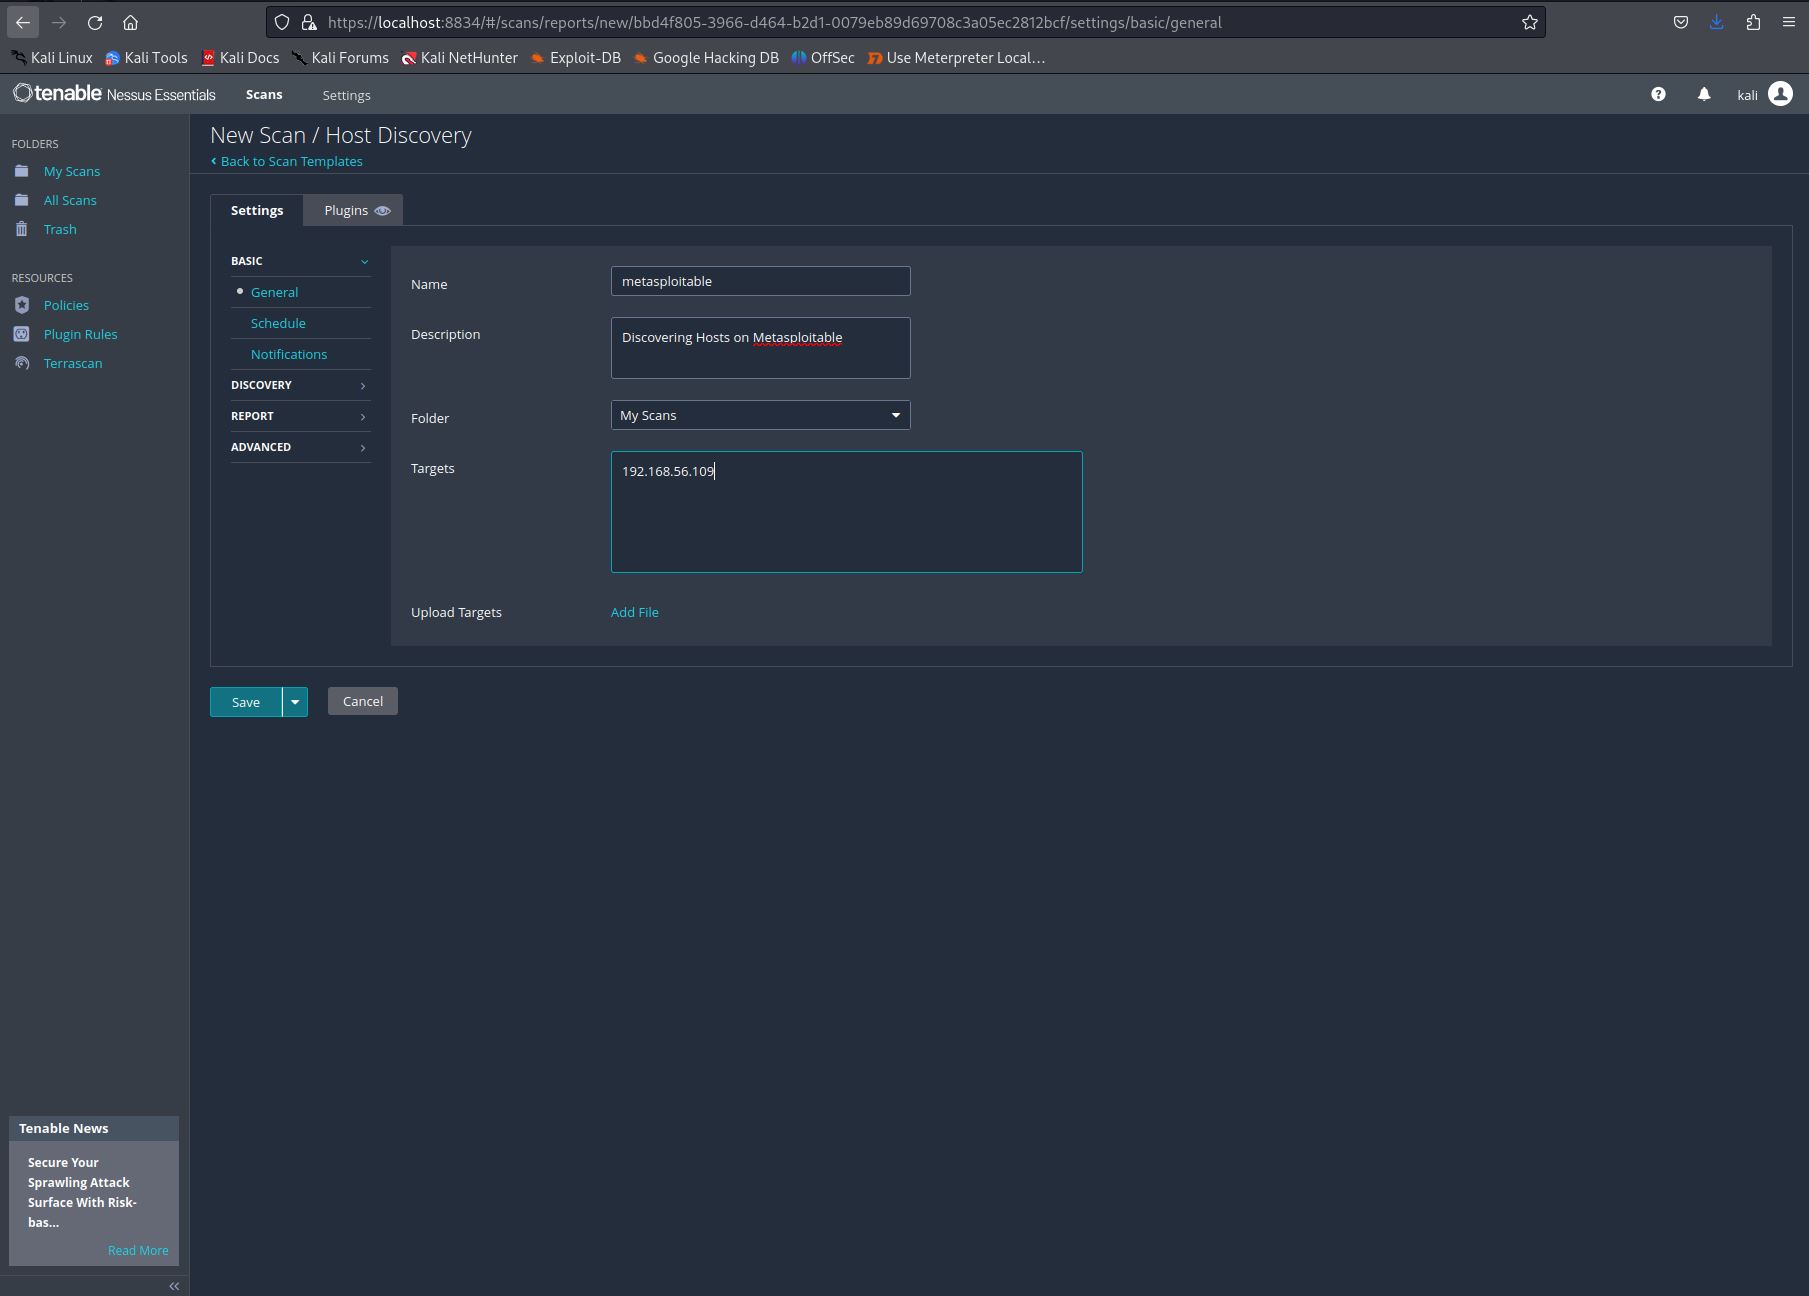 https://localhost:8834/#/scans/reports/new/bbd4f805-3966-d464-b2d1-0079eb89d69708c3a05ec2812bcf/settings/basic/general
Kali Linux Kali Tools Kali Docs Kali Forums Kali NetHunter Exploit-DB Google Hacking DB OffSec Use Meterpreter Local...
tenable Nessus Essentials Scans Settings kali
FOLDERS
My Scans
All Scans
Trash
RESOURCES
Policies
Plugin Rules
Terrascan
New Scan / Host Discovery
Back to Scan Templates
Settings Plugins
BASIC
General
Schedule
Notifications
DISCOVERY
REPORT
ADVANCED
Name metasploitable
Description Discovering Hosts on Metasploitable
Folder My Scans
Targets 192.168.56.109
Upload Targets Add File
Save Cancel
Tenable News
Secure Your
Sprawling Attack
Surface With Risk-
bas...
Read More